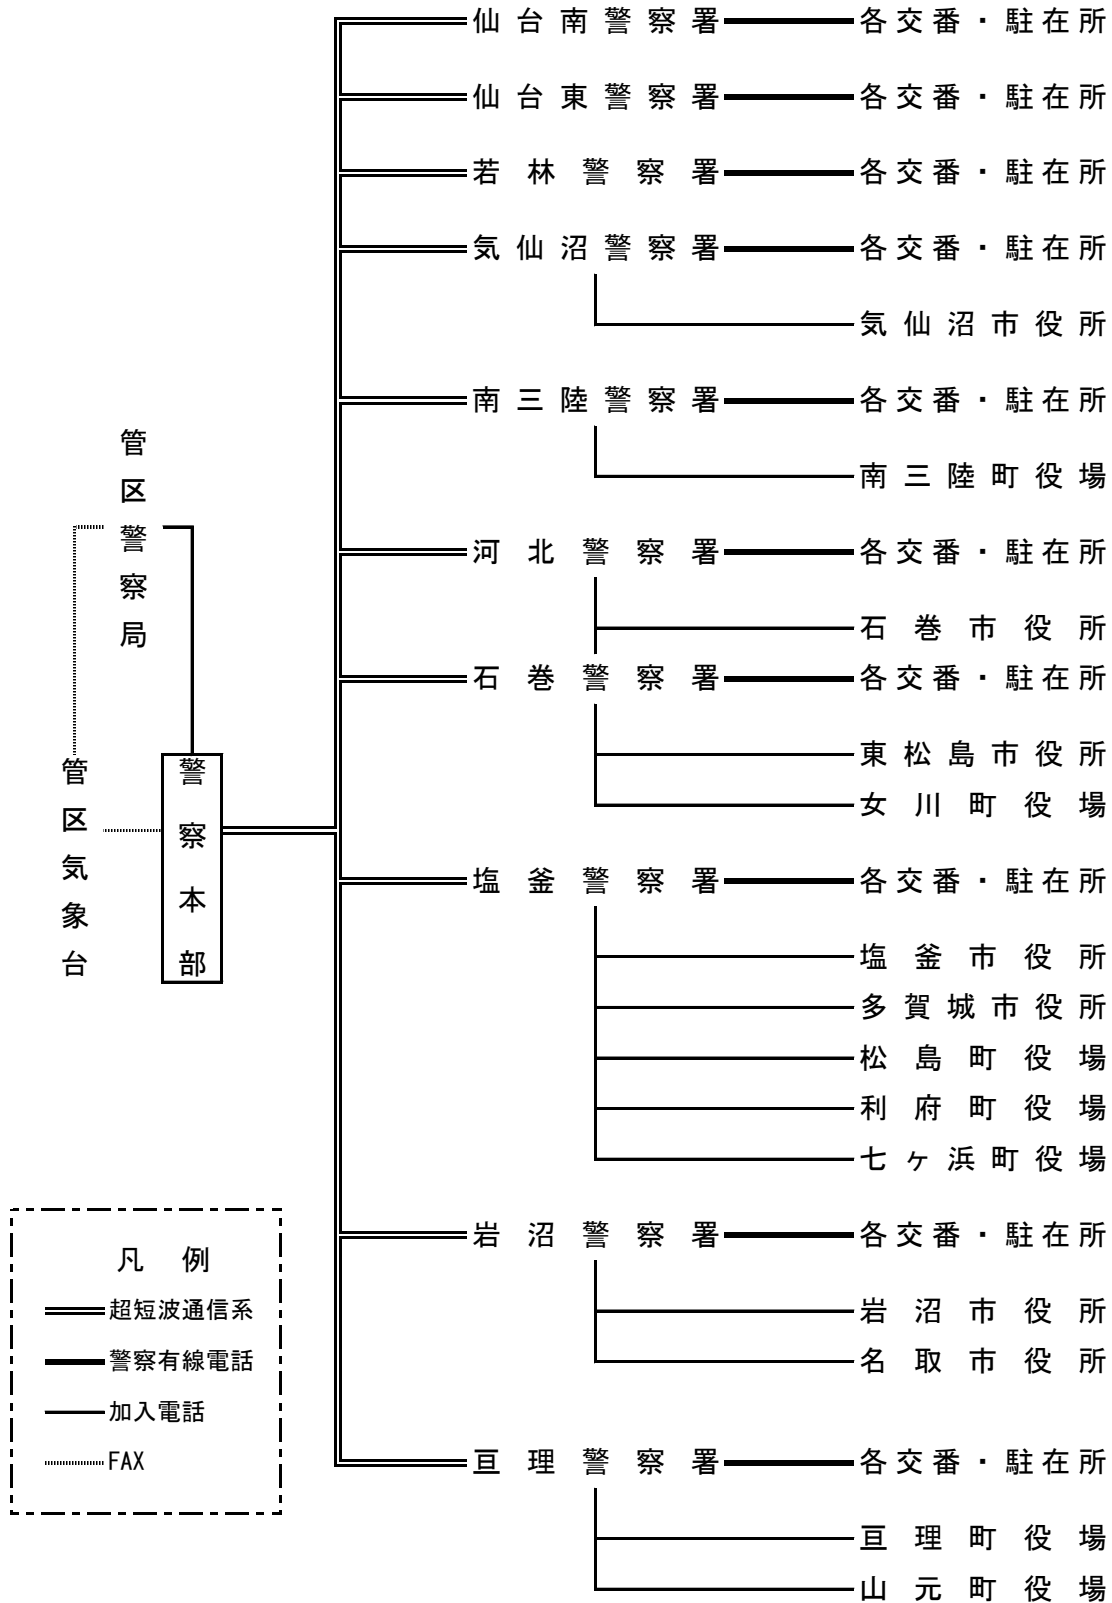 仙台南警察署 各交番・駐在所
仙台東警察署 各交番・駐在所
若林警察署 各交番・駐在所
気仙沼警察署 各交番・駐在所
気仙沼市役所
南三陸警察署 各交番・駐在所
南三陸町役場
管区警察局
河北警察署 各交番・駐在所
石巻市役所
石巻警察署 各交番・駐在所
東松島市役所
女川町役場
管区気象台
警察本部
塩釜警察署 各交番・駐在所
塩釜市役所
多賀城市役所
松島町役場
利府町役場
七ヶ浜町役場
岩沼警察署 各交番・駐在所
岩沼市役所
名取市役所
亘理警察署 各交番・駐在所
亘理町役場
山元町役場
凡例
超短波通信系
警察有線電話
加入電話
FAX